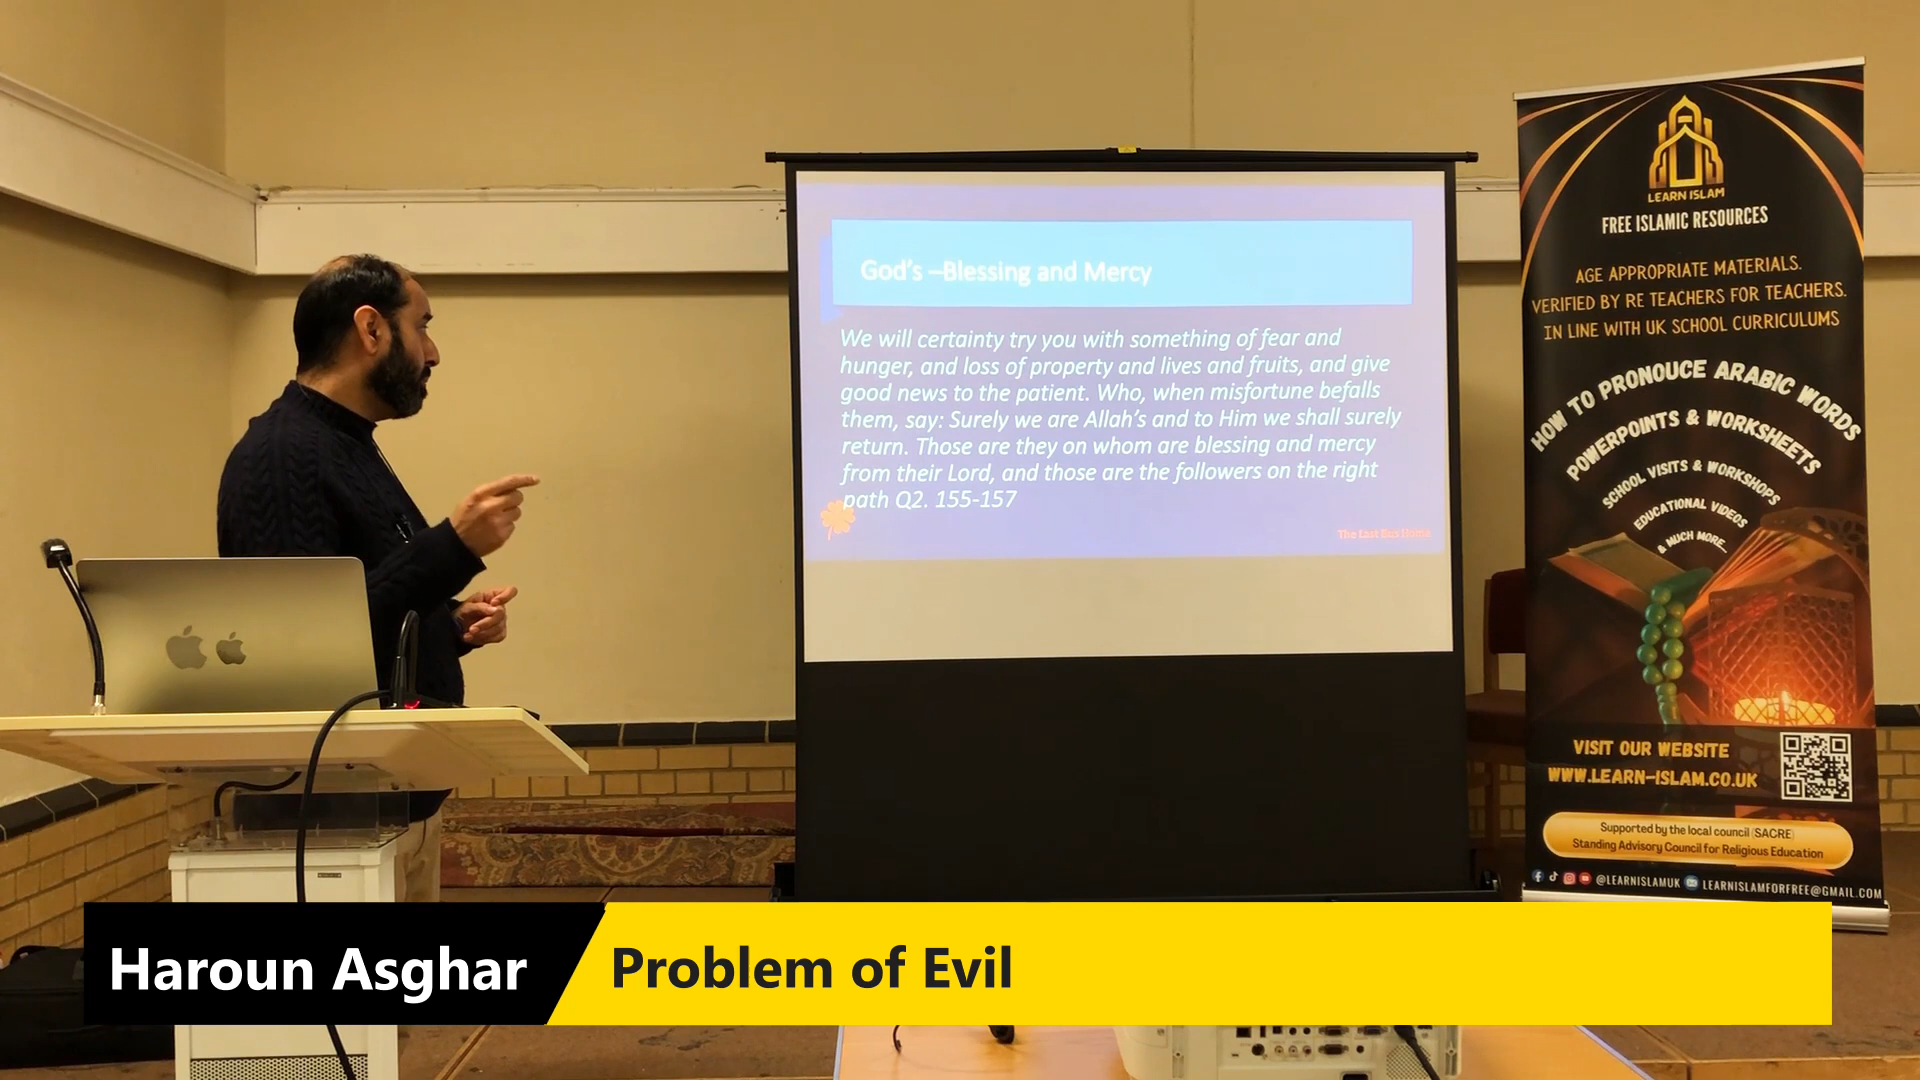 God's –Blessing and Mercy
We will certainty try you with something of fear and
hunger, and loss of property and lives and fruits, and give
good news to the patient. Who, when misfortune befalls
them, say: Surely we are Allah's and to Him we shall surely
return. Those are they on whom are blessing and mercy
from their Lord, and those are the followers on the right
path Q2. 155-157
The Last Bus Home
LEARN ISLAM
FREE ISLAMIC RESOURCES
AGE APPROPRIATE MATERIALS.
VERIFIED BY RE TEACHERS FOR TEACHERS.
IN LINE WITH UK SCHOOL CURRICULUMS
HOW TO PRONOUCE ARABIC WORDS
POWERPOINTS & WORKSHEETS
SCHOOL VISITS & WORKSHOPS
EDUCATIONAL VIDEOS
& MUCH MORE...
VISIT OUR WEBSITE
WWW.LEARN-ISLAM.CO.UK
Supported by the local council (SACRE)
Standing Advisory Council for Religious Education
@LEARNISLAMUK LEARNISLAMFORFREE@GMAIL.COM
Haroun Asghar
Problem of Evil